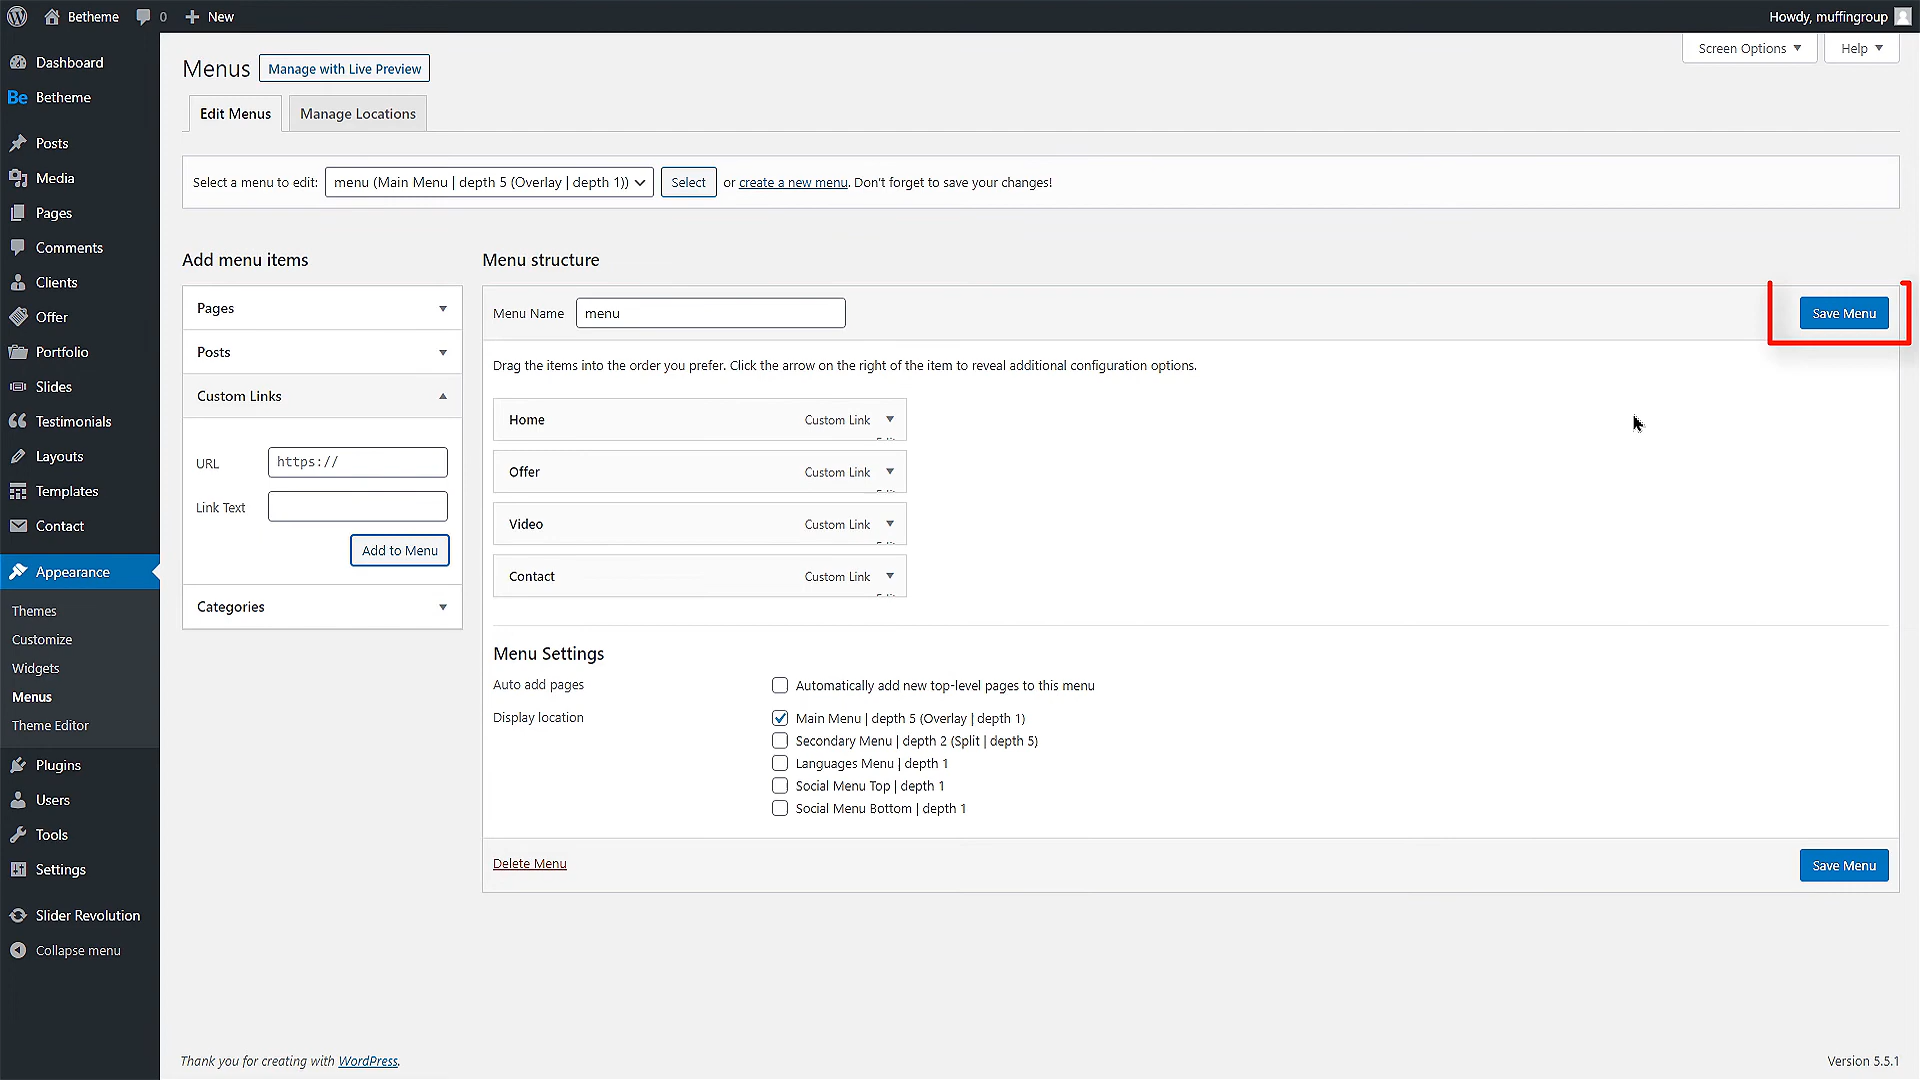 Betheme
0
New
Howdy, muffingroup
Dashboard
Be Betheme
Posts
Media
Pages
Comments
Clients
Offer
Portfolio
Slides
Testimonials
Layouts
Templates
Contact
Appearance
Themes
Customize
Widgets
Menus
Theme Editor
Plugins
Users
Tools
Settings
Slider Revolution
Collapse menu
Screen Options
Help
Menus
Manage with Live Preview
Edit Menus
Manage Locations
Select a menu to edit: menu (Main Menu | depth 5 (Overlay | depth 1)) Select or create a new menu. Don't forget to save your changes!
Add menu items
Pages
Posts
Custom Links
URL https://
Link Text
Add to Menu
Categories
Menu structure
Menu Name menu
Save Menu
Drag the items into the order you prefer. Click the arrow on the right of the item to reveal additional configuration options.
Home Custom Link
Offer Custom Link
Video Custom Link
Contact Custom Link
Menu Settings
Auto add pages
Automatically add new top-level pages to this menu
Display location
Main Menu | depth 5 (Overlay | depth 1)
Secondary Menu | depth 2 (Split | depth 5)
Languages Menu | depth 1
Social Menu Top | depth 1
Social Menu Bottom | depth 1
Delete Menu
Save Menu
Thank you for creating with WordPress.
Version 5.5.1